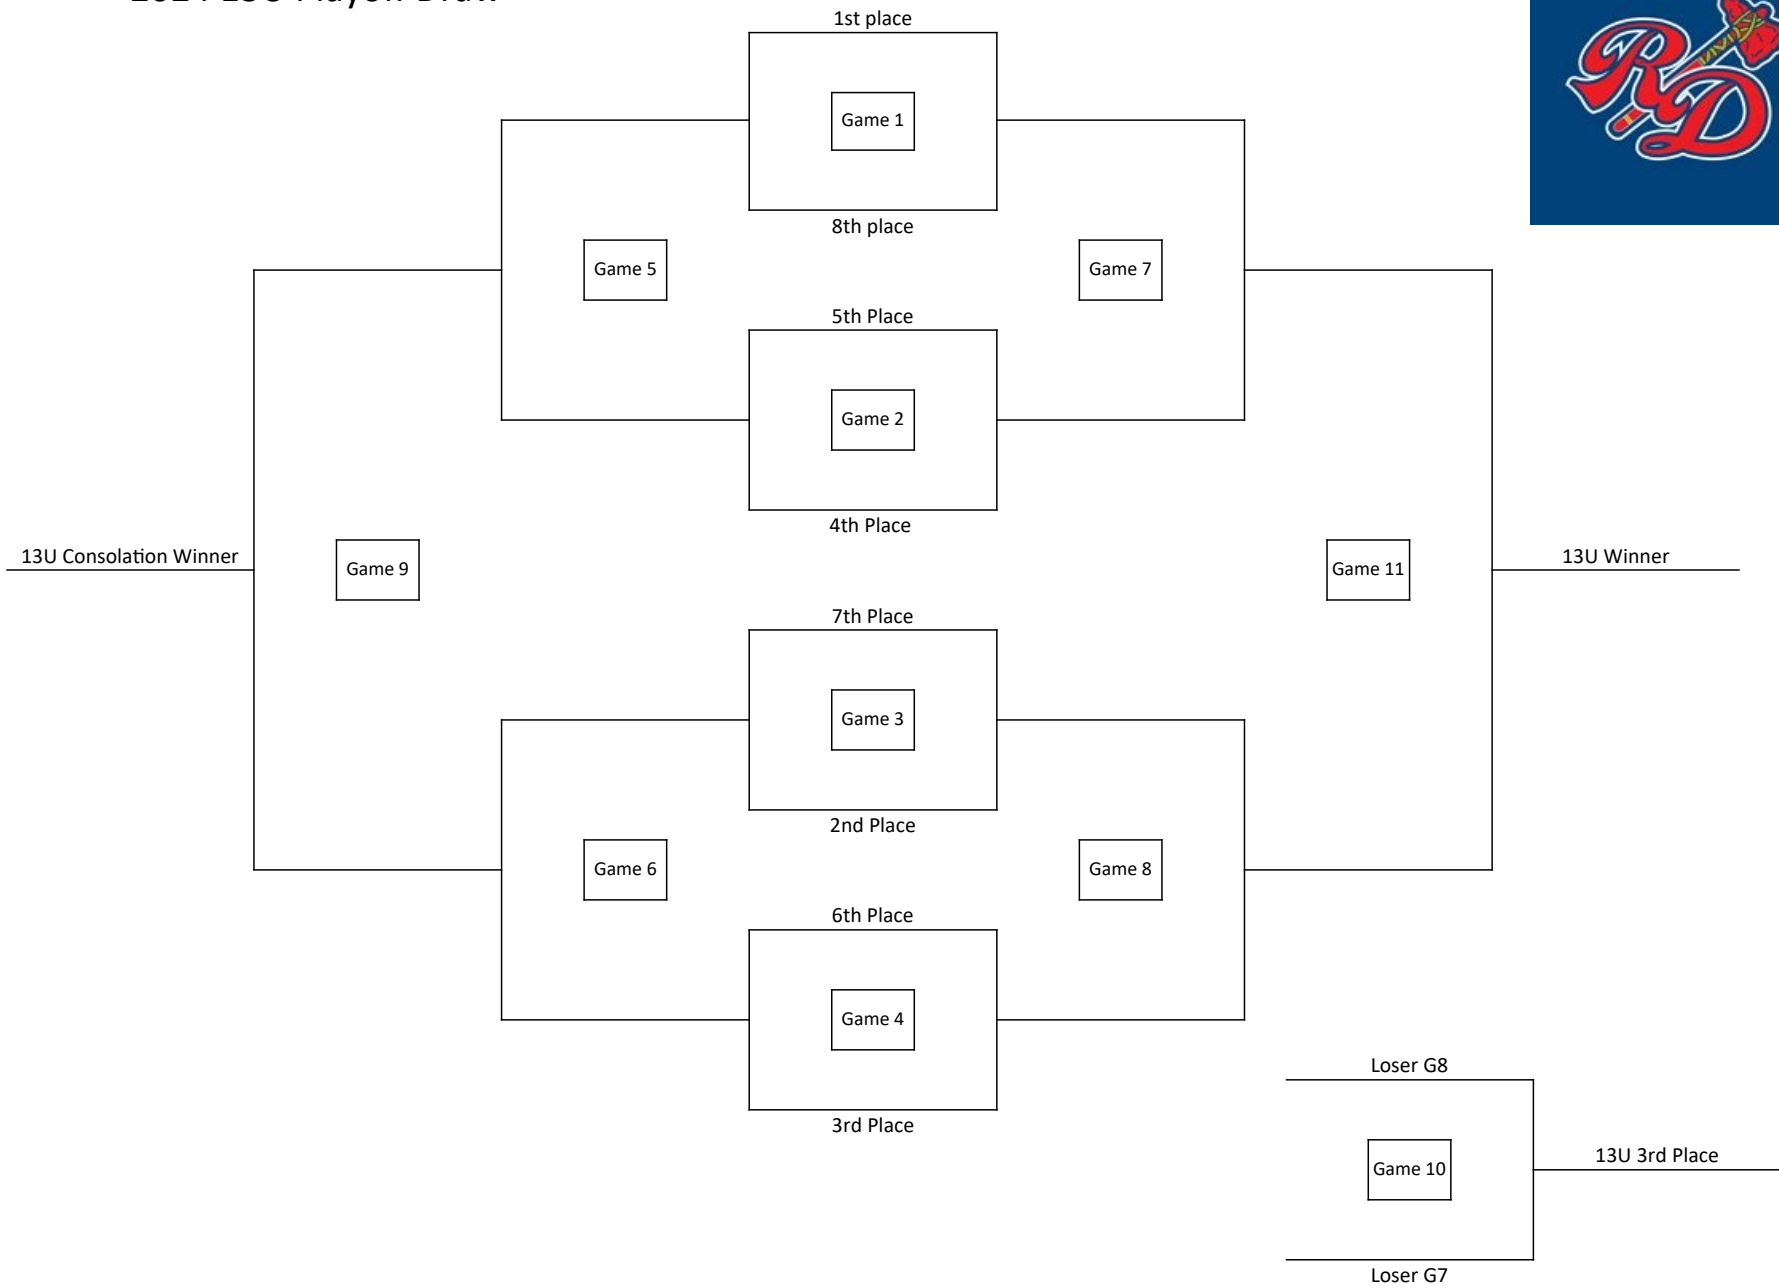 1st place
Game 1
8th place
Game 5
Game 7
5th Place
Game 2
4th Place
13U Consolation Winner
Game 9
Game 11
13U Winner
7th Place
Game 3
2nd Place
Game 6
Game 8
6th Place
Game 4
3rd Place
Loser G8
Game 10
13U 3rd Place
Loser G7
RD